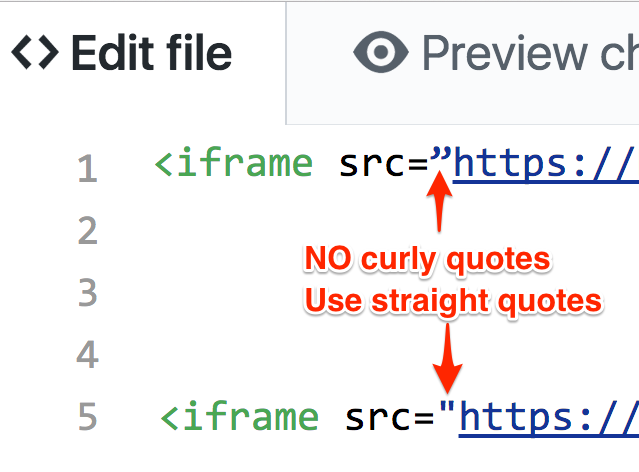 <> Edit file Preview ch
1 <iframe src=”https://
2
NO curly quotes
3 Use straight quotes
4
5 <iframe src="https://